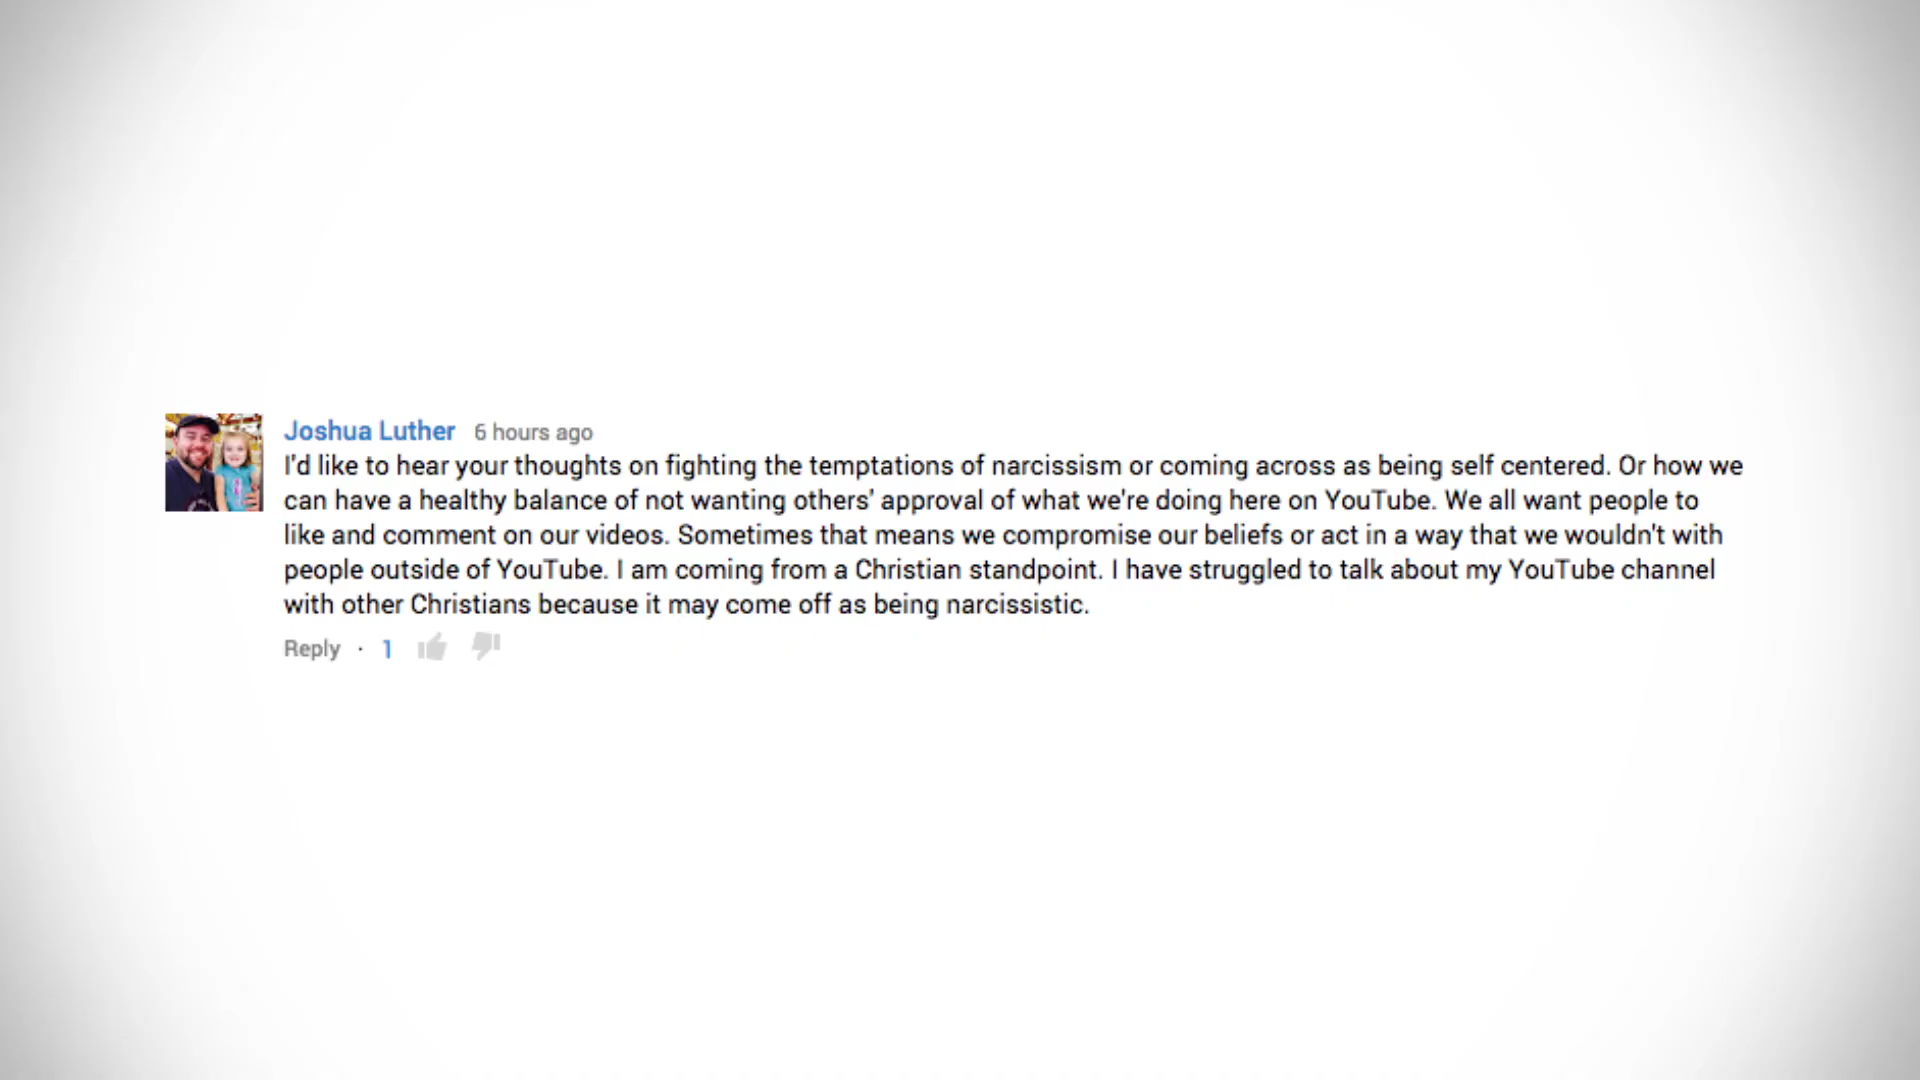 Joshua Luther 6 hours ago
I'd like to hear your thoughts on fighting the temptations of narcissism or coming across as being self centered. Or how we
can have a healthy balance of not wanting others' approval of what we're doing here on YouTube. We all want people to
like and comment on our videos. Sometimes that means we compromise our beliefs or act in a way that we wouldn't with
people outside of YouTube. I am coming from a Christian standpoint. I have struggled to talk about my YouTube channel
with other Christians because it may come off as being narcissistic.
Reply · 1